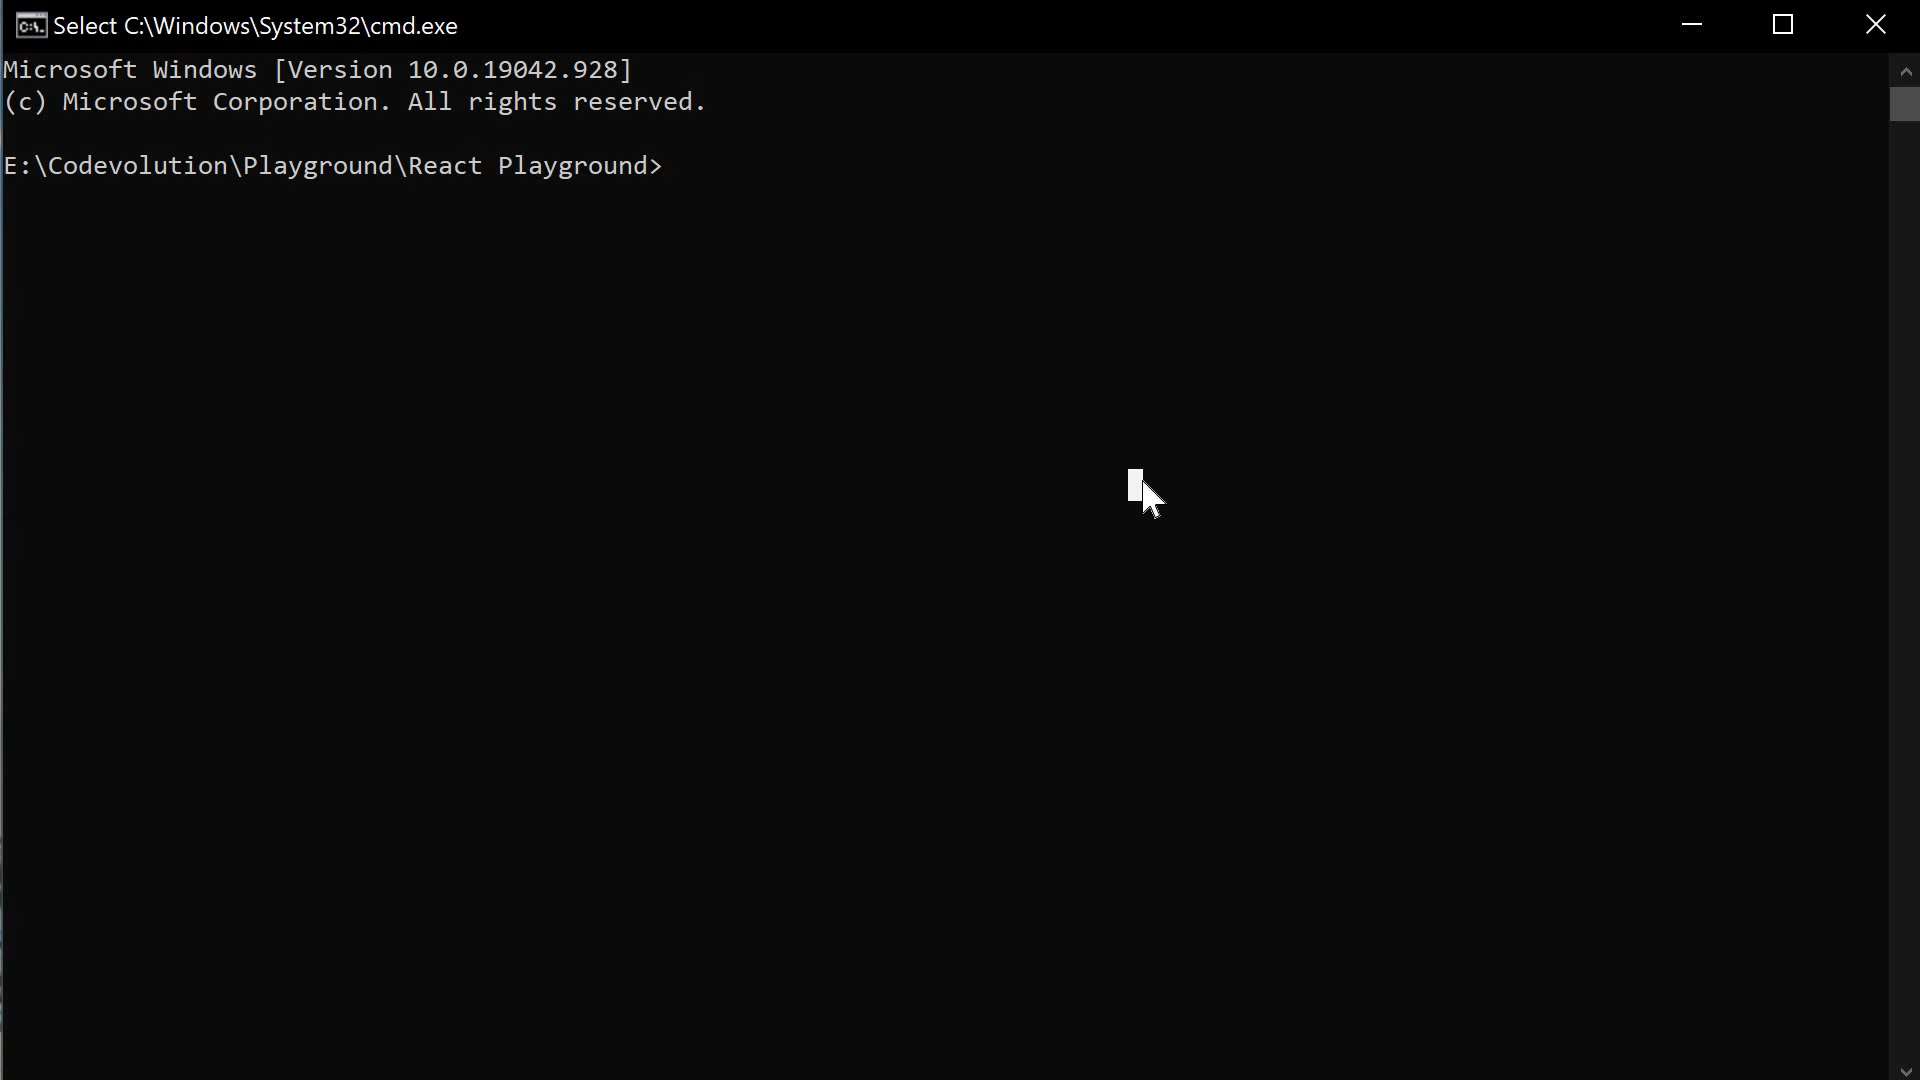 Select C:\Windows\System32\cmd.exe
Microsoft Windows [Version 10.0.19042.928]
(c) Microsoft Corporation. All rights reserved.
E:\Codevolution\Playground\React Playground>